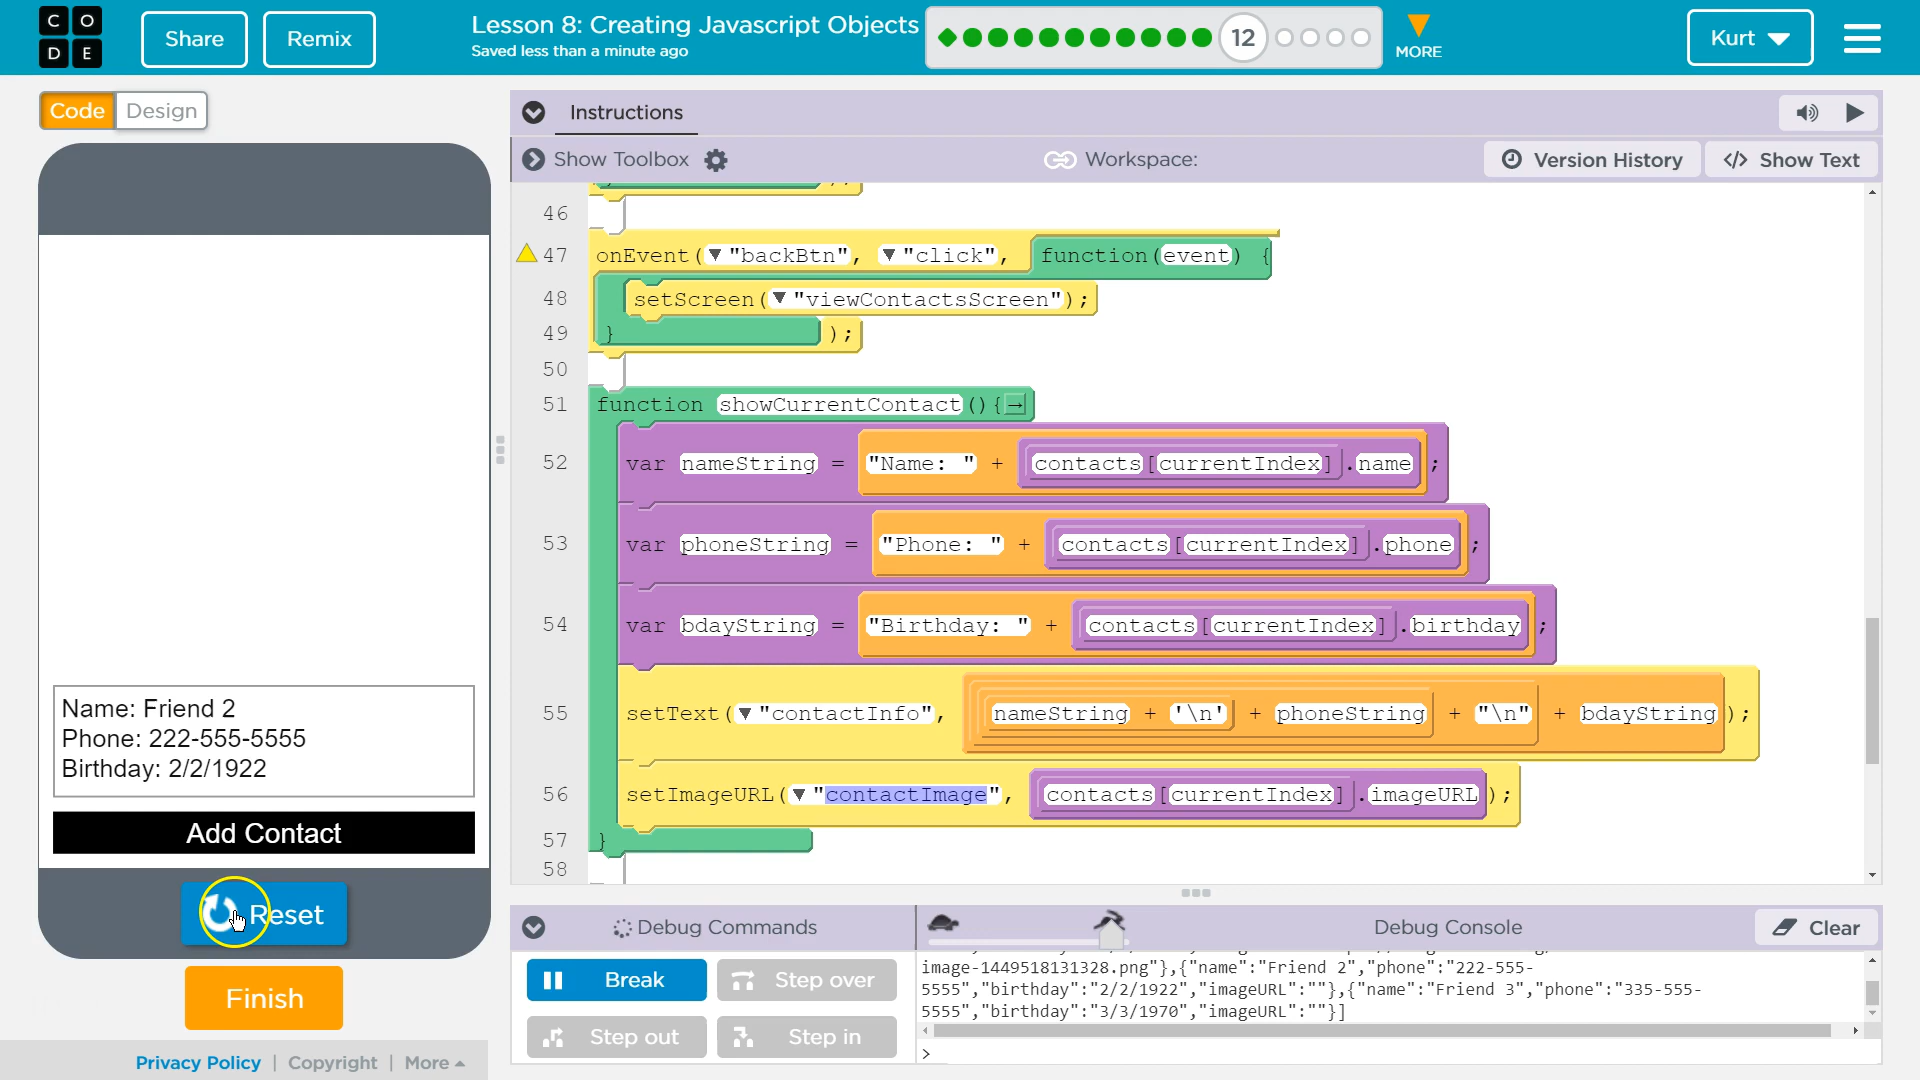 C O
D E
Share
Remix
Lesson 8: Creating Javascript Objects
Saved less than a minute ago
12
MORE
Kurt
Code
Design
Instructions
Show Toolbox
Workspace:
Version History
</> Show Text
46
47 onEvent( ▼ "backBtn", ▼ "click", function(event) {
48 setScreen( ▼ "viewContactsScreen");
49 } );
50
51 function showCurrentContact(){→
52 var nameString = "Name: " + contacts[currentIndex].name;
53 var phoneString = "Phone: " + contacts[currentIndex].phone;
54 var bdayString = "Birthday: " + contacts[currentIndex].birthday;
55 setText( ▼ "contactInfo", nameString + '\n' + phoneString + "\n" + bdayString);
56 setImageURL( ▼ "contactImage", contacts[currentIndex].imageURL);
57 }
58
Name: Friend 2
Phone: 222-555-5555
Birthday: 2/2/1922
Add Contact
Reset
Finish
Privacy Policy | Copyright | More
Debug Commands
Break
Step over
Step out
Step in
Debug Console
Clear
image-1449518131328.png"},{"name":"Friend 2","phone":"222-555-
5555","birthday":"2/2/1922","imageURL":""},{"name":"Friend 3","phone":"335-555-
5555","birthday":"3/3/1970","imageURL":""}]
>